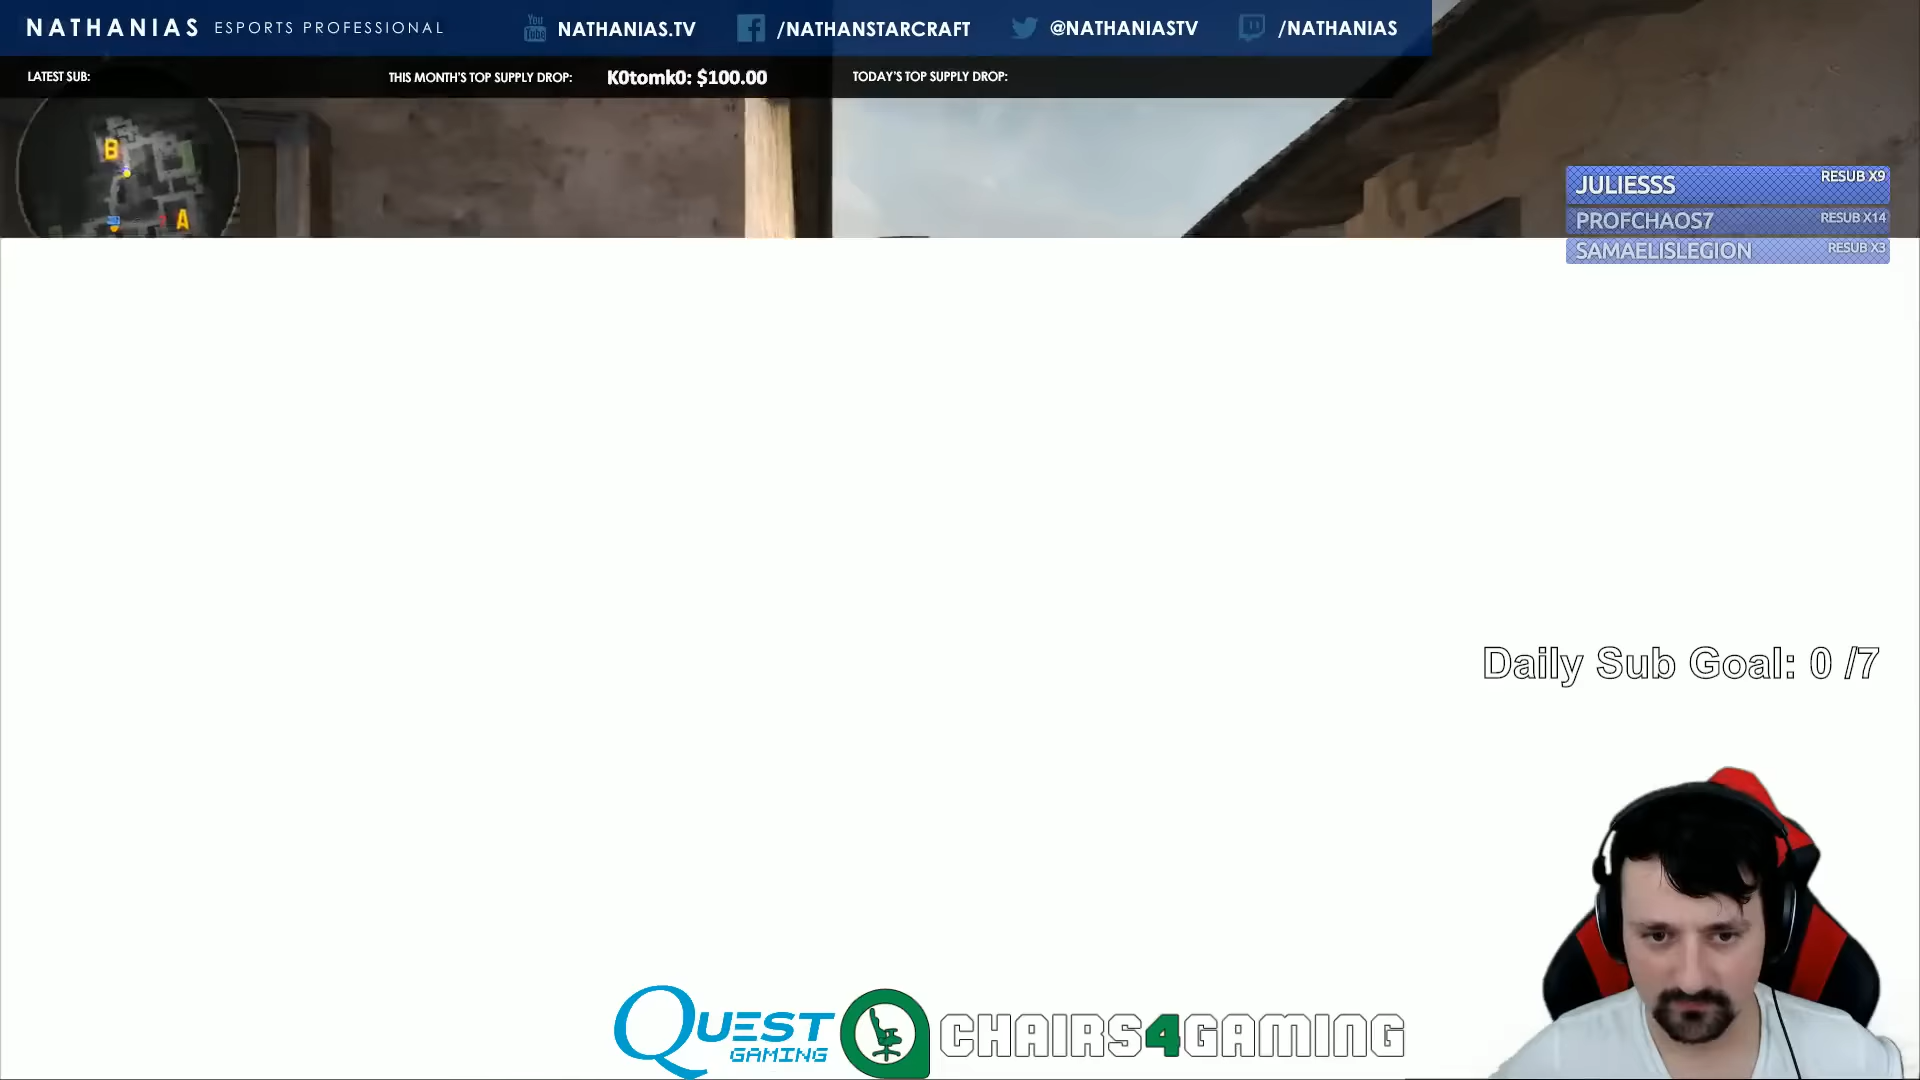 NATHANIAS ESPORTS PROFESSIONAL You Tube NATHANIAS.TV /NATHANSTARCRAFT @NATHANIASTV /NATHANIAS
LATEST SUB: THIS MONTH'S TOP SUPPLY DROP: K0tomk0: $100.00 TODAY'S TOP SUPPLY DROP:
B
A
JULIESSS RESUB X9
PROFCHAOS7 RESUB X14
SAMAELISLEGION RESUB X3
Daily Sub Goal: 0 /7
QUEST GAMING
CHAIRS4GAMING